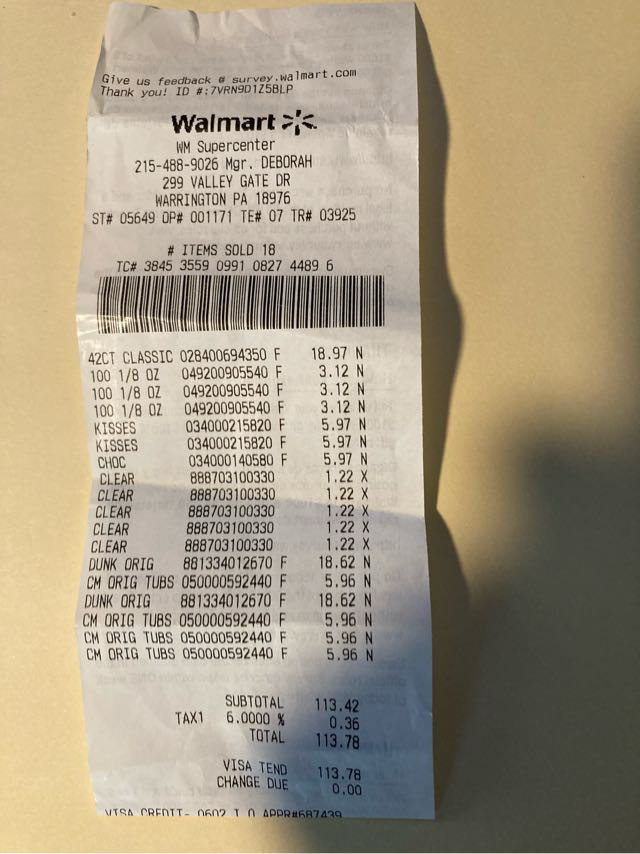 Give us feedback @ survey.walmart.com
Thank you! ID #:7VRN9D1Z5BLP
Walmart
WM Supercenter
215-488-9026 Mgr. DEBORAH
299 VALLEY GATE DR
WARRINGTON PA 18976
ST# 05649 OP# 001171 TE# 07 TR# 03925
# ITEMS SOLD 18
TC# 3845 3559 0991 0827 4489 6
42CT CLASSIC 028400694350 F 18.97 N
100 1/8 OZ 049200905540 F 3.12 N
100 1/8 OZ 049200905540 F 3.12 N
100 1/8 OZ 049200905540 F 3.12 N
KISSES 034000215820 F 5.97 N
KISSES 034000215820 F 5.97 N
CHOC 034000140580 F 5.97 N
CLEAR 888703100330 1.22 X
CLEAR 888703100330 1.22 X
CLEAR 888703100330 1.22 X
CLEAR 888703100330 1.22 X
CLEAR 888703100330 1.22 X
DUNK ORIG 881334012670 F 18.62 N
CM ORIG TUBS 050000592440 F 5.96 N
DUNK ORIG 881334012670 F 18.62 N
CM ORIG TUBS 050000592440 F 5.96 N
CM ORIG TUBS 050000592440 F 5.96 N
CM ORIG TUBS 050000592440 F 5.96 N
SUBTOTAL 113.42
TAX1 6.0000 % 0.36
TOTAL 113.78
VISA TEND 113.78
CHANGE DUE 0.00
VISA CREDIT- 0602 I 0 APPR#687439